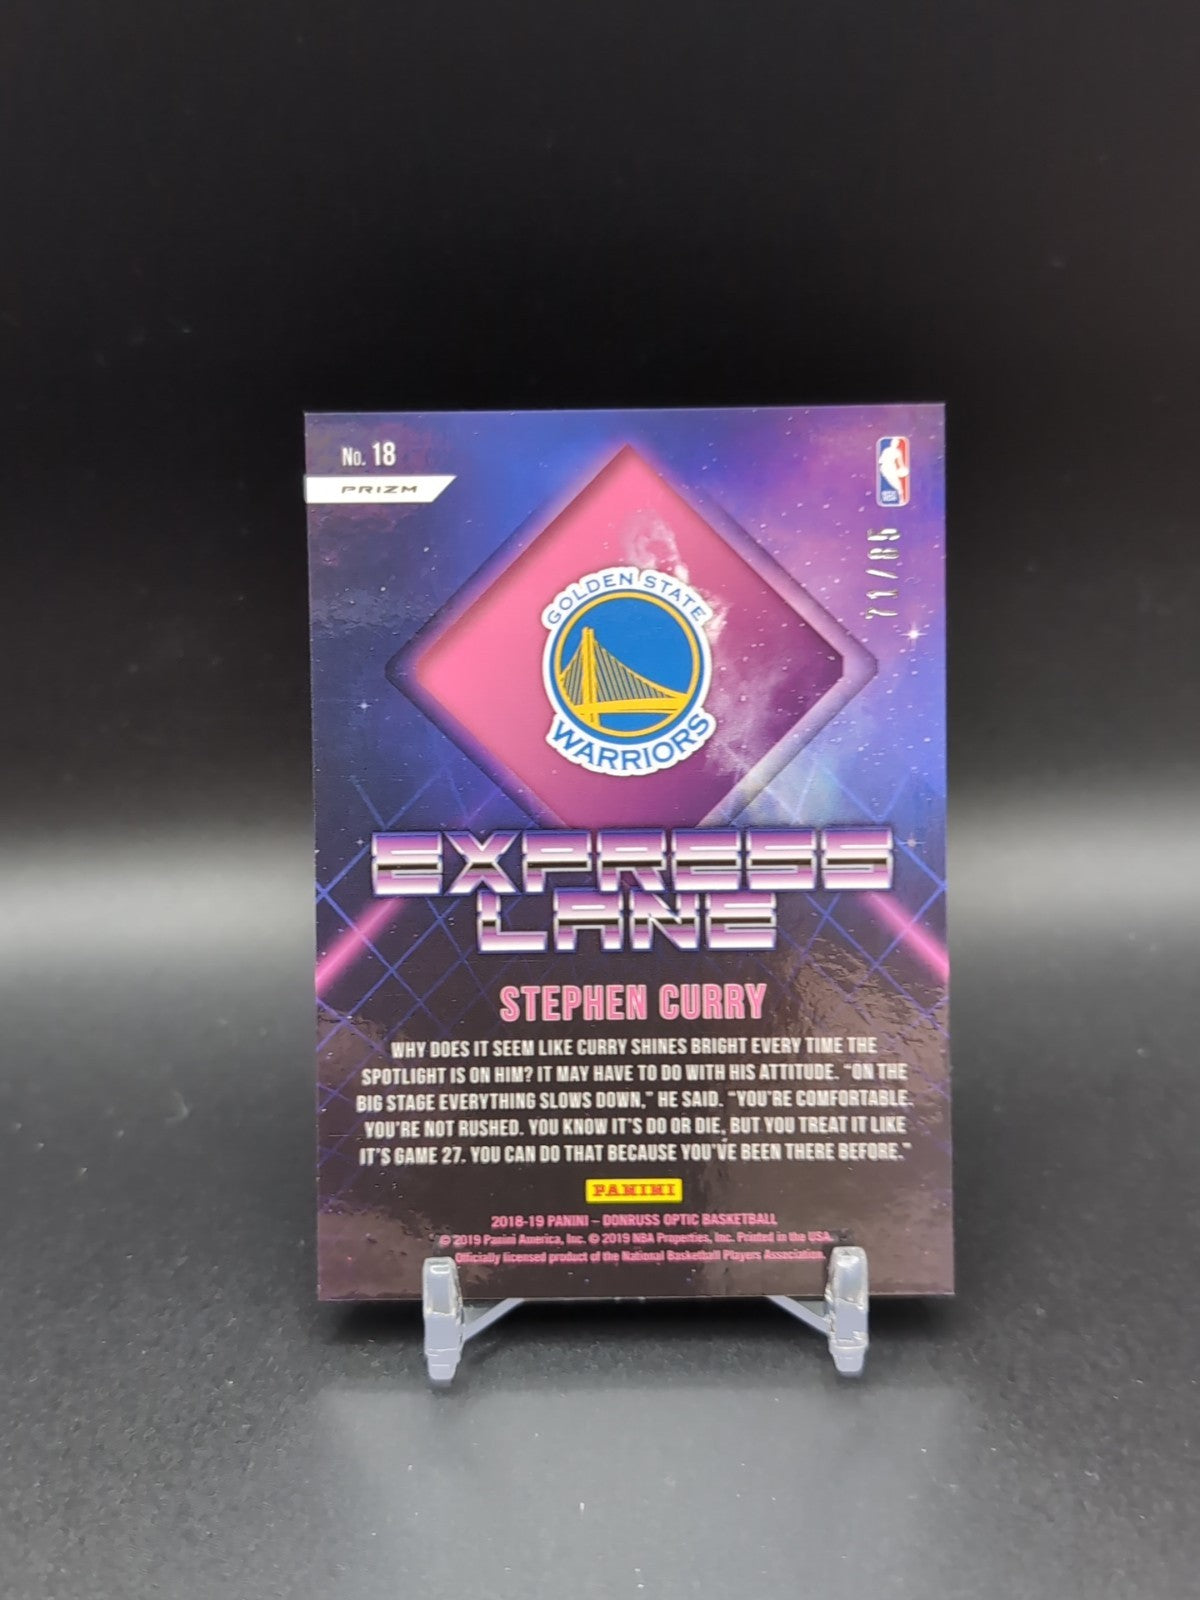 No. 18
PRIZM
71/85
GOLDEN STATE
WARRIORS
EXPRESS
LANE
STEPHEN CURRY
WHY DOES IT SEEM LIKE CURRY SHINES BRIGHT EVERY TIME THE
SPOTLIGHT IS ON HIM? IT MAY HAVE TO DO WITH HIS ATTITUDE. “ON THE
BIG STAGE EVERYTHING SLOWS DOWN,” HE SAID. “YOU'RE COMFORTABLE.
YOU'RE NOT RUSHED. YOU KNOW IT'S DO OR DIE, BUT YOU TREAT IT LIKE
IT'S GAME 27. YOU CAN DO THAT BECAUSE YOU'VE BEEN THERE BEFORE.”
PANINI
2018-19 PANINI – DONRUSS OPTIC BASKETBALL
© 2019 Panini America, Inc. © 2019 NBA Properties, Inc. Printed in the USA.
Officially licensed product of the National Basketball Players Association.